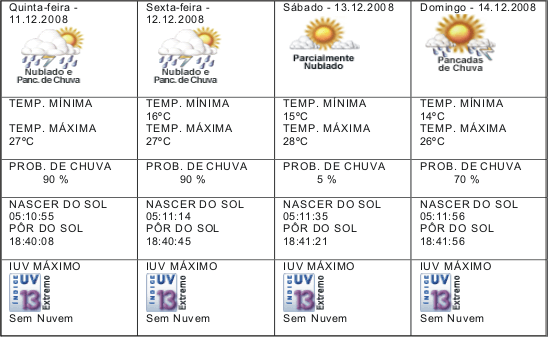 Quinta-feira -
11.12.2008
Nublado e
Panc. de Chuva
Sexta-feira -
12.12.2008
Nublado e
Panc. de Chuva
Sábado - 13.12.2008
Parcialmente
Nublado
Domingo - 14.12.2008
Pancadas
de Chuva
TEMP. MÍNIMA
TEMP. MÁXIMA
27ºC
TEMP. MÍNIMA
16ºC
TEMP. MÁXIMA
27ºC
TEMP. MÍNIMA
15ºC
TEMP. MÁXIMA
28ºC
TEMP. MÍNIMA
14ºC
TEMP. MÁXIMA
26ºC
PROB. DE CHUVA
90 %
PROB. DE CHUVA
90 %
PROB. DE CHUVA
5 %
PROB. DE CHUVA
70 %
NASCER DO SOL
05:10:55
PÔR DO SOL
18:40:08
NASCER DO SOL
05:11:14
PÔR DO SOL
18:40:45
NASCER DO SOL
05:11:35
PÔR DO SOL
18:41:21
NASCER DO SOL
05:11:56
PÔR DO SOL
18:41:56
IUV MÁXIMO
ÍNDICE
UV
13
Extremo
Sem Nuvem
IUV MÁXIMO
ÍNDICE
UV
13
Extremo
Sem Nuvem
IUV MÁXIMO
ÍNDICE
UV
13
Extremo
Sem Nuvem
IUV MÁXIMO
ÍNDICE
UV
13
Extremo
Sem Nuvem